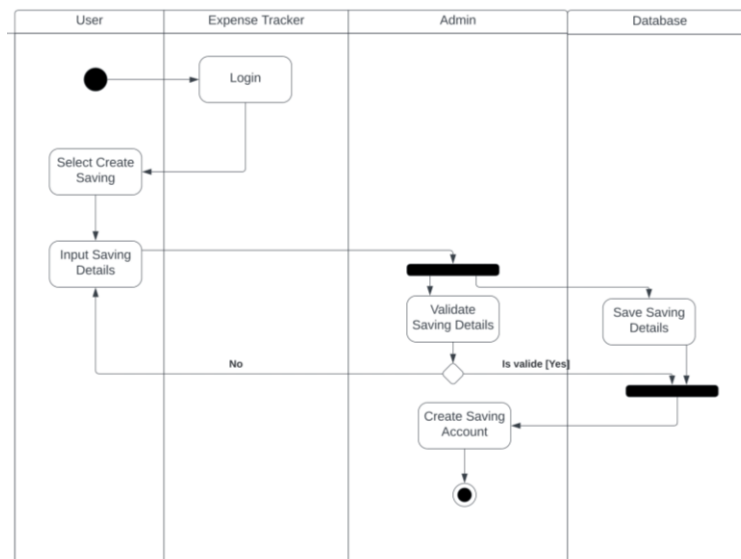 User
Expense Tracker
Admin
Database
Login
Select Create
Saving
Input Saving
Details
Validate
Saving Details
Save Saving
Details
No
Is valide [Yes]
Create Saving
Account